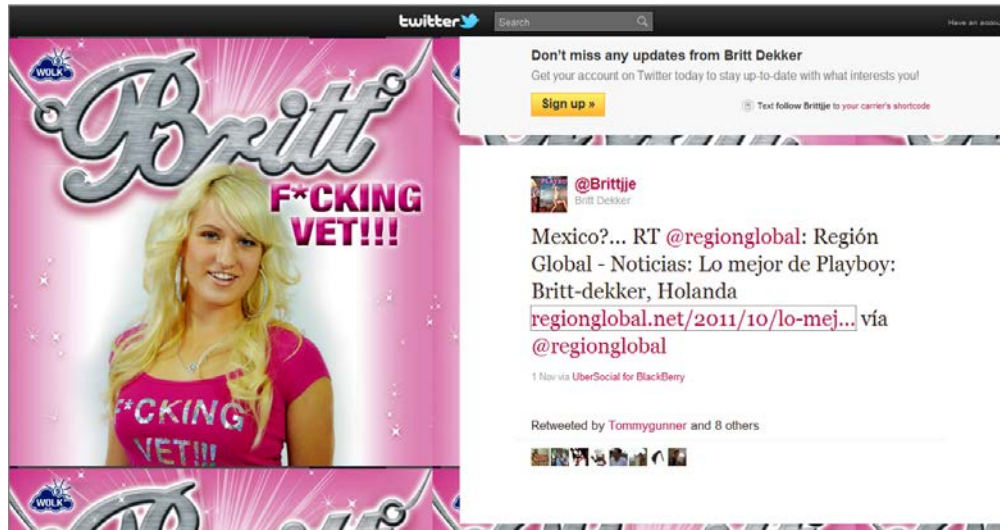 twitter
Search
Have an accou
WOLK
Britt
F*CKING
VET!!!
F*CKING
VET!!!
Don't miss any updates from Britt Dekker
Get your account on Twitter today to stay up-to-date with what interests you!
Sign up »
Text follow Brittjje to your carrier's shortcode
@Brittjje
Britt Dekker
Mexico?... RT @regionglobal: Región
Global - Noticias: Lo mejor de Playboy:
Britt-dekker, Holanda
regionglobal.net/2011/10/lo-mej... vía
@regionglobal
1 Nov via UberSocial for BlackBerry
Retweeted by Tommygunner and 8 others
WOLK
WOLK